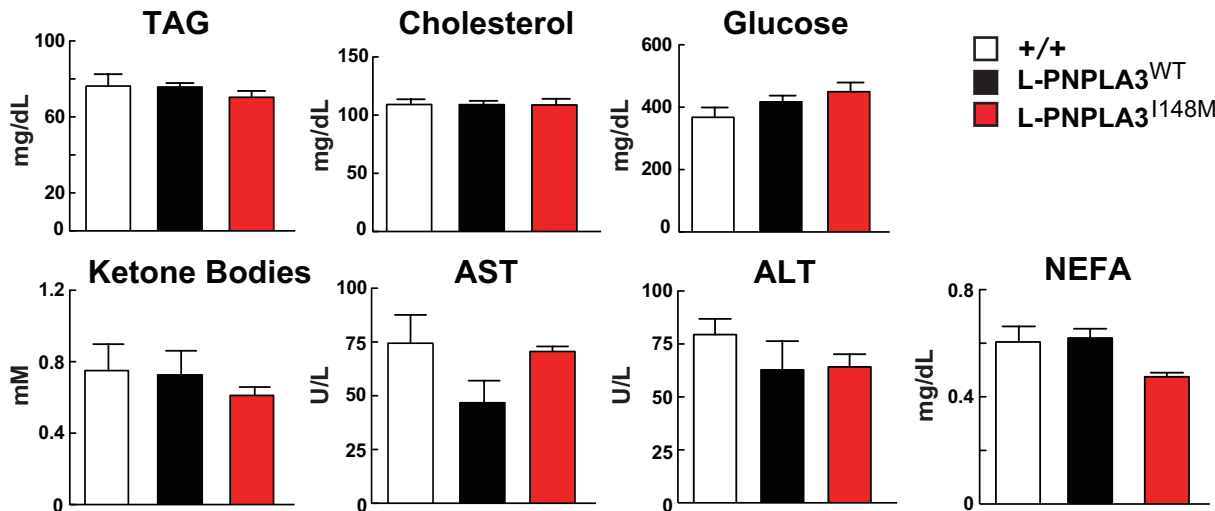 TAG
mg/dL
100
60
20
0
Cholesterol
mg/dL
150
100
50
0
Glucose
mg/dL
600
400
200
0
+/+
L-PNPLA3WT
L-PNPLA3I148M
Ketone Bodies
mM
1.2
0.8
0.4
0
AST
U/L
100
75
50
25
0
ALT
U/L
100
75
50
25
0
NEFA
mg/dL
0.8
0.4
0